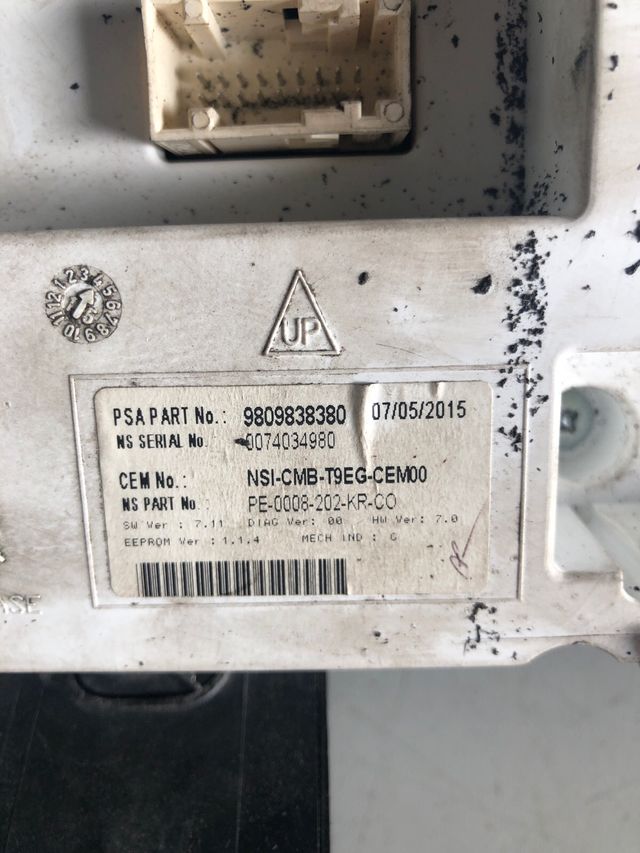 UP
PSA PART No.: 9809838380 07/05/2015
NS SERIAL No. 0074034980
CEM No.: NSI-CMB-T9EG-CEM00
NS PART No.: PE-0008-202-KR-CO
SW Ver : 7.11 DIAG Ver: 00 HW Ver: 7.0
EEPROM Ver : 1.1.4 MECH IND : G